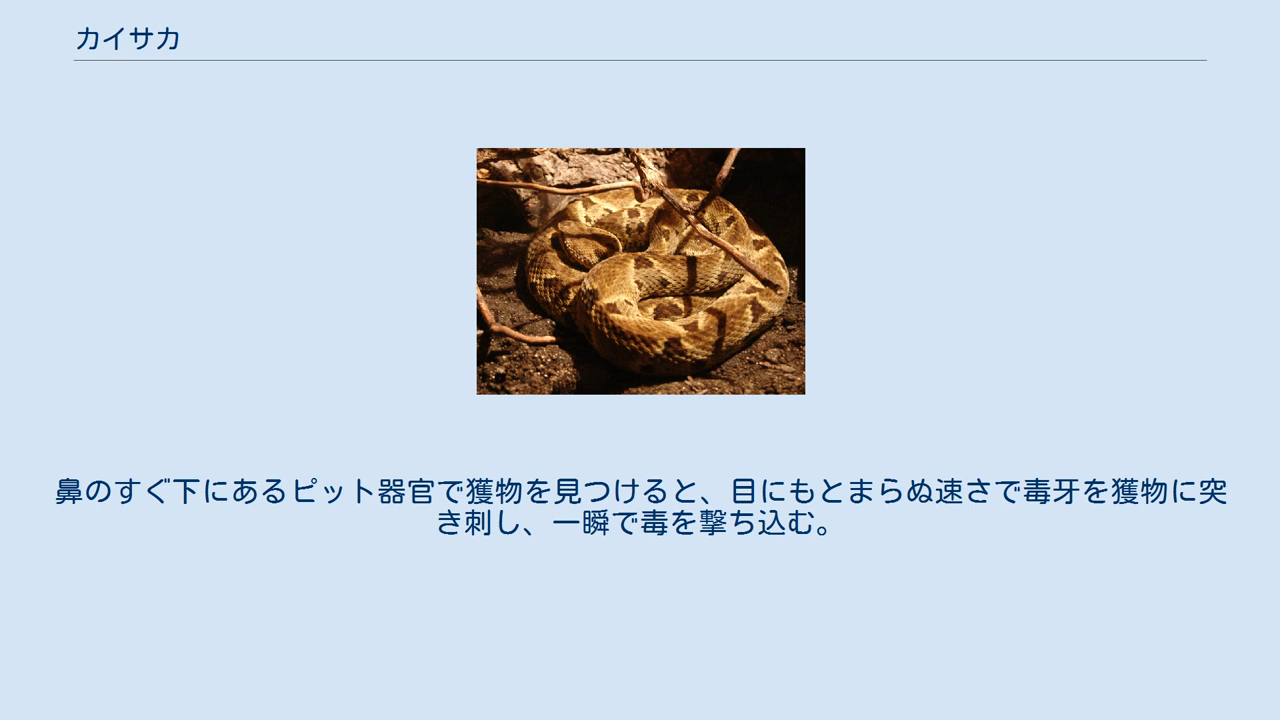 カイサカ
鼻のすぐ下にあるピット器官で獲物を見つけると、目にもとまらぬ速さで毒牙を獲物に突
き刺し、一瞬で毒を撃ち込む。